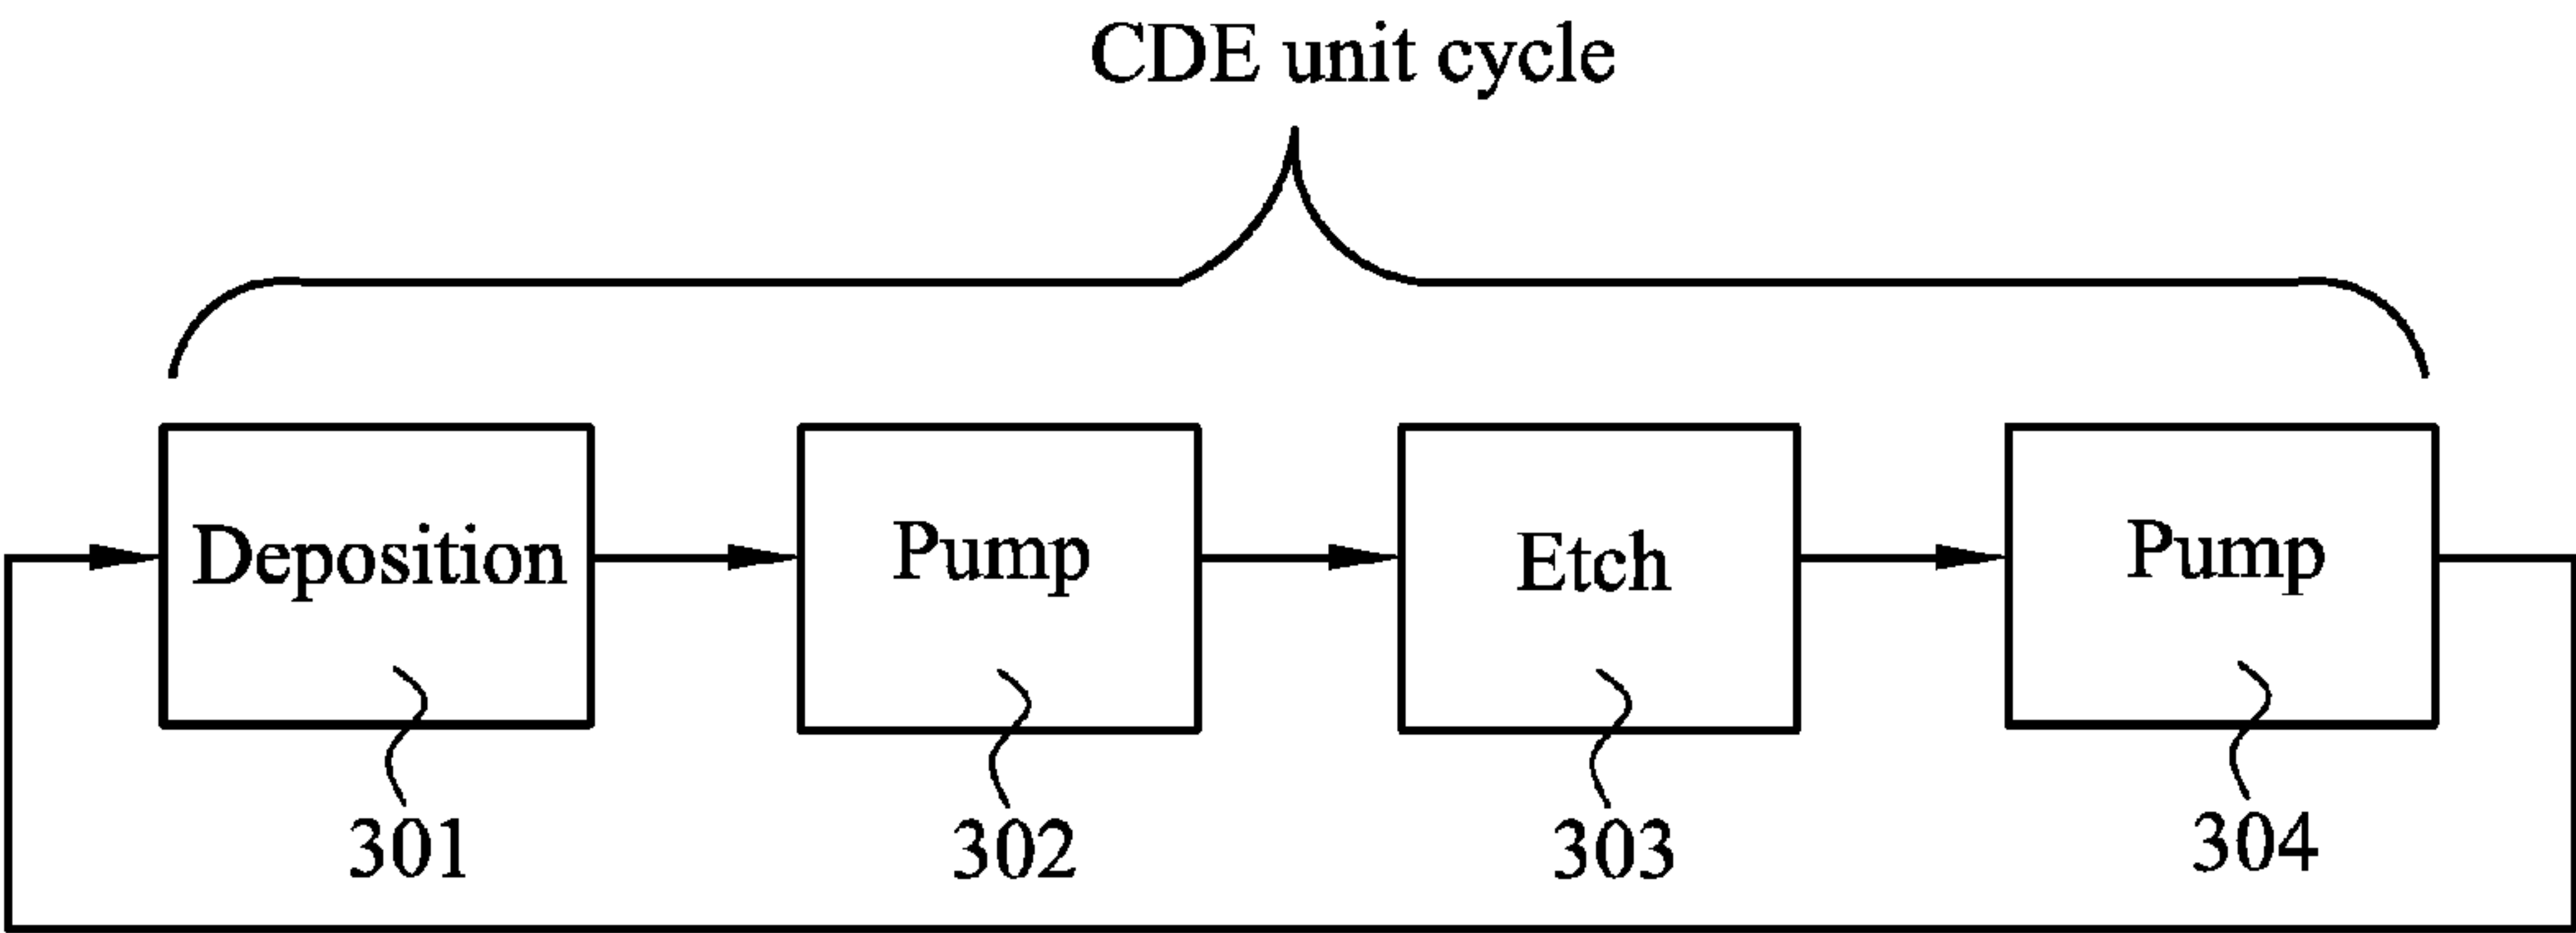 CDE unit cycle
Deposition
Pump
Etch
Pump
301
302
303
304